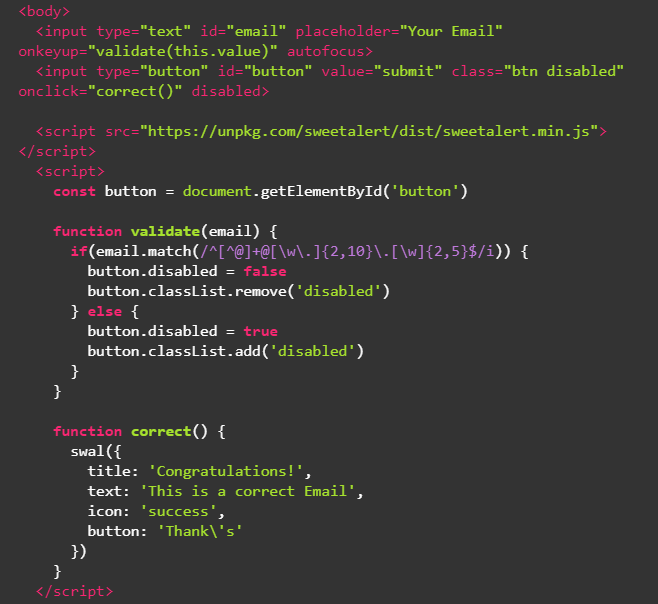 <body>
  <input type="text" id="email" placeholder="Your Email"
onkeyup="validate(this.value)" autofocus>
  <input type="button" id="button" value="submit" class="btn disabled"
onclick="correct()" disabled>

  <script src="https://unpkg.com/sweetalert/dist/sweetalert.min.js">
</script>
  <script>
    const button = document.getElementById('button')

    function validate(email) {
      if(email.match(/^[^@]+@[\w\.]{2,10}\.[\w]{2,5}$/i)) {
        button.disabled = false
        button.classList.remove('disabled')
      } else {
        button.disabled = true
        button.classList.add('disabled')
      }
    }

    function correct() {
      swal({
        title: 'Congratulations!',
        text: 'This is a correct Email',
        icon: 'success',
        button: 'Thank\'s'
      })
    }
  </script>